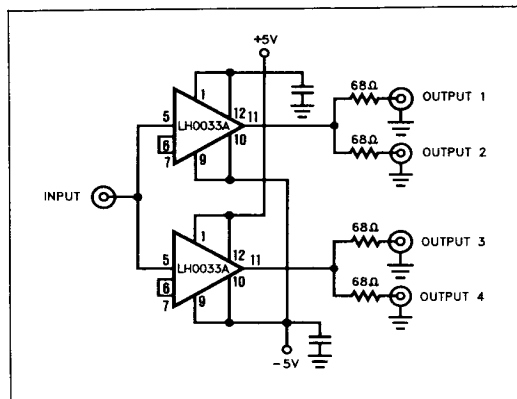 +5V
1
12
11
5
LH0033A
6
7
10
9
68Ω
OUTPUT 1
68Ω
OUTPUT 2
INPUT
1
12
11
5
LH0033A
6
7
10
9
68Ω
OUTPUT 3
68Ω
OUTPUT 4
-5V